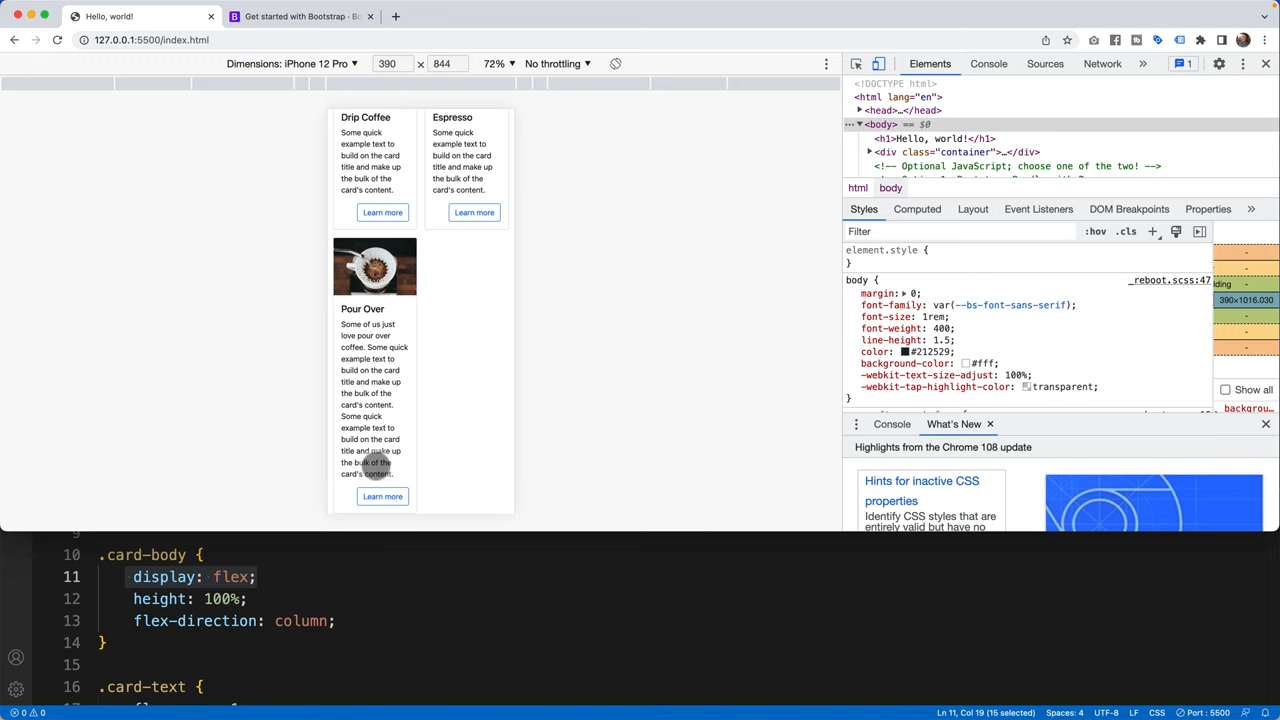 Hello, world!
Get started with Bootstrap · Bo
127.0.0.1:5500/index.html
Dimensions: iPhone 12 Pro 390 × 844 72% No throttling
Drip Coffee
Some quick
example text to
build on the card
title and make up
the bulk of the
card's content.
Learn more
Espresso
Some quick
example text to
build on the card
title and make up
the bulk of the
card's content.
Learn more
Pour Over
Some of us just
love pour over
coffee. Some quick
example text to
build on the card
title and make up
the bulk of the
card's content.
Some quick
example text to
build on the card
title and make up
the bulk of the
card's content.
Learn more
Elements Console Sources Network » 1
<!DOCTYPE html>
<html lang="en">
<head>…</head>
<body> == $0
<h1>Hello, world!</h1>
<div class="container">…</div>
<!-- Optional JavaScript; choose one of the two! -->
html body
Styles Computed Layout Event Listeners DOM Breakpoints Properties »
Filter :hov .cls
element.style {
}
body { _reboot.scss:47
margin: 0;
font-family: var(--bs-font-sans-serif);
font-size: 1rem;
font-weight: 400;
line-height: 1.5;
color: #212529;
background-color: #fff;
-webkit-text-size-adjust: 100%;
-webkit-tap-highlight-color: transparent;
}
-
-
lding -
390×1016.030
-
-
-
Show all
backgrou…
Console What's New
Highlights from the Chrome 108 update
Hints for inactive CSS
properties
Identify CSS styles that are
entirely valid but have no
9
10 .card-body {
11 display: flex;
12 height: 100%;
13 flex-direction: column;
14 }
15
16 .card-text {
0 0 Ln 11, Col 19 (15 selected) Spaces: 4 UTF-8 LF CSS Port : 5500